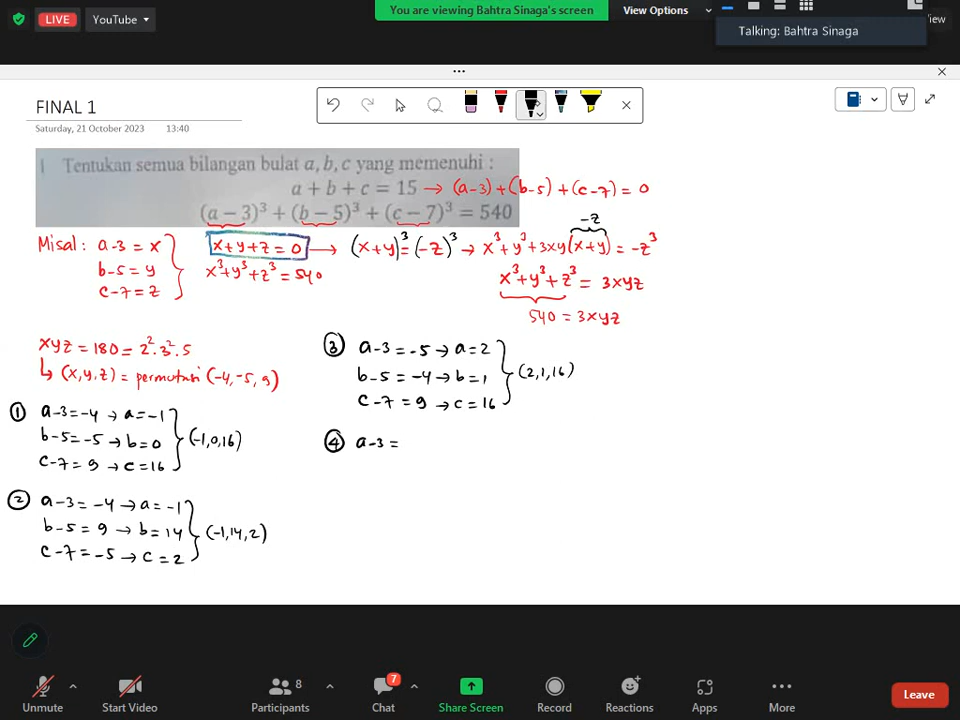 LIVE
YouTube
You are viewing Bahtra Sinaga's screen
View Options
iew
Talking: Bahtra Sinaga
FINAL 1
Saturday, 21 October 2023 13:40
Tentukan semua bilangan bulat a, b, c yang memenuhi :
a + b + c = 15 → (a-3) + (b-5) + (c-7) = 0
(a − 3)³ + (b − 5)³ + (c − 7)³ = 540
-z
Misal: a-3 = x
b-5 = y
c-7 = z
x+y+z = 0 → (x+y)³ = (-z)³ → x³+y³+3xy(x+y) = -z³
x³+y³+z³ = 540
x³+y³+z³ = 3xyz
540 = 3xyz
xyz = 180 = 2².3².5
↳ (x,y,z) = permutasi (-4,-5,9)
① a-3 = -4 → a = -1
b-5 = -5 → b = 0
c-7 = 9 → c = 16
(-1,0,16)
② a-3 = -4 → a = -1
b-5 = 9 → b = 14
c-7 = -5 → c = 2
(-1,14,2)
③ a-3 = -5 → a = 2
b-5 = -4 → b = 1
c-7 = 9 → c = 16
(2,1,16)
④ a-3 =
Unmute
Start Video
8
Participants
7
Chat
Share Screen
Record
Reactions
Apps
More
Leave